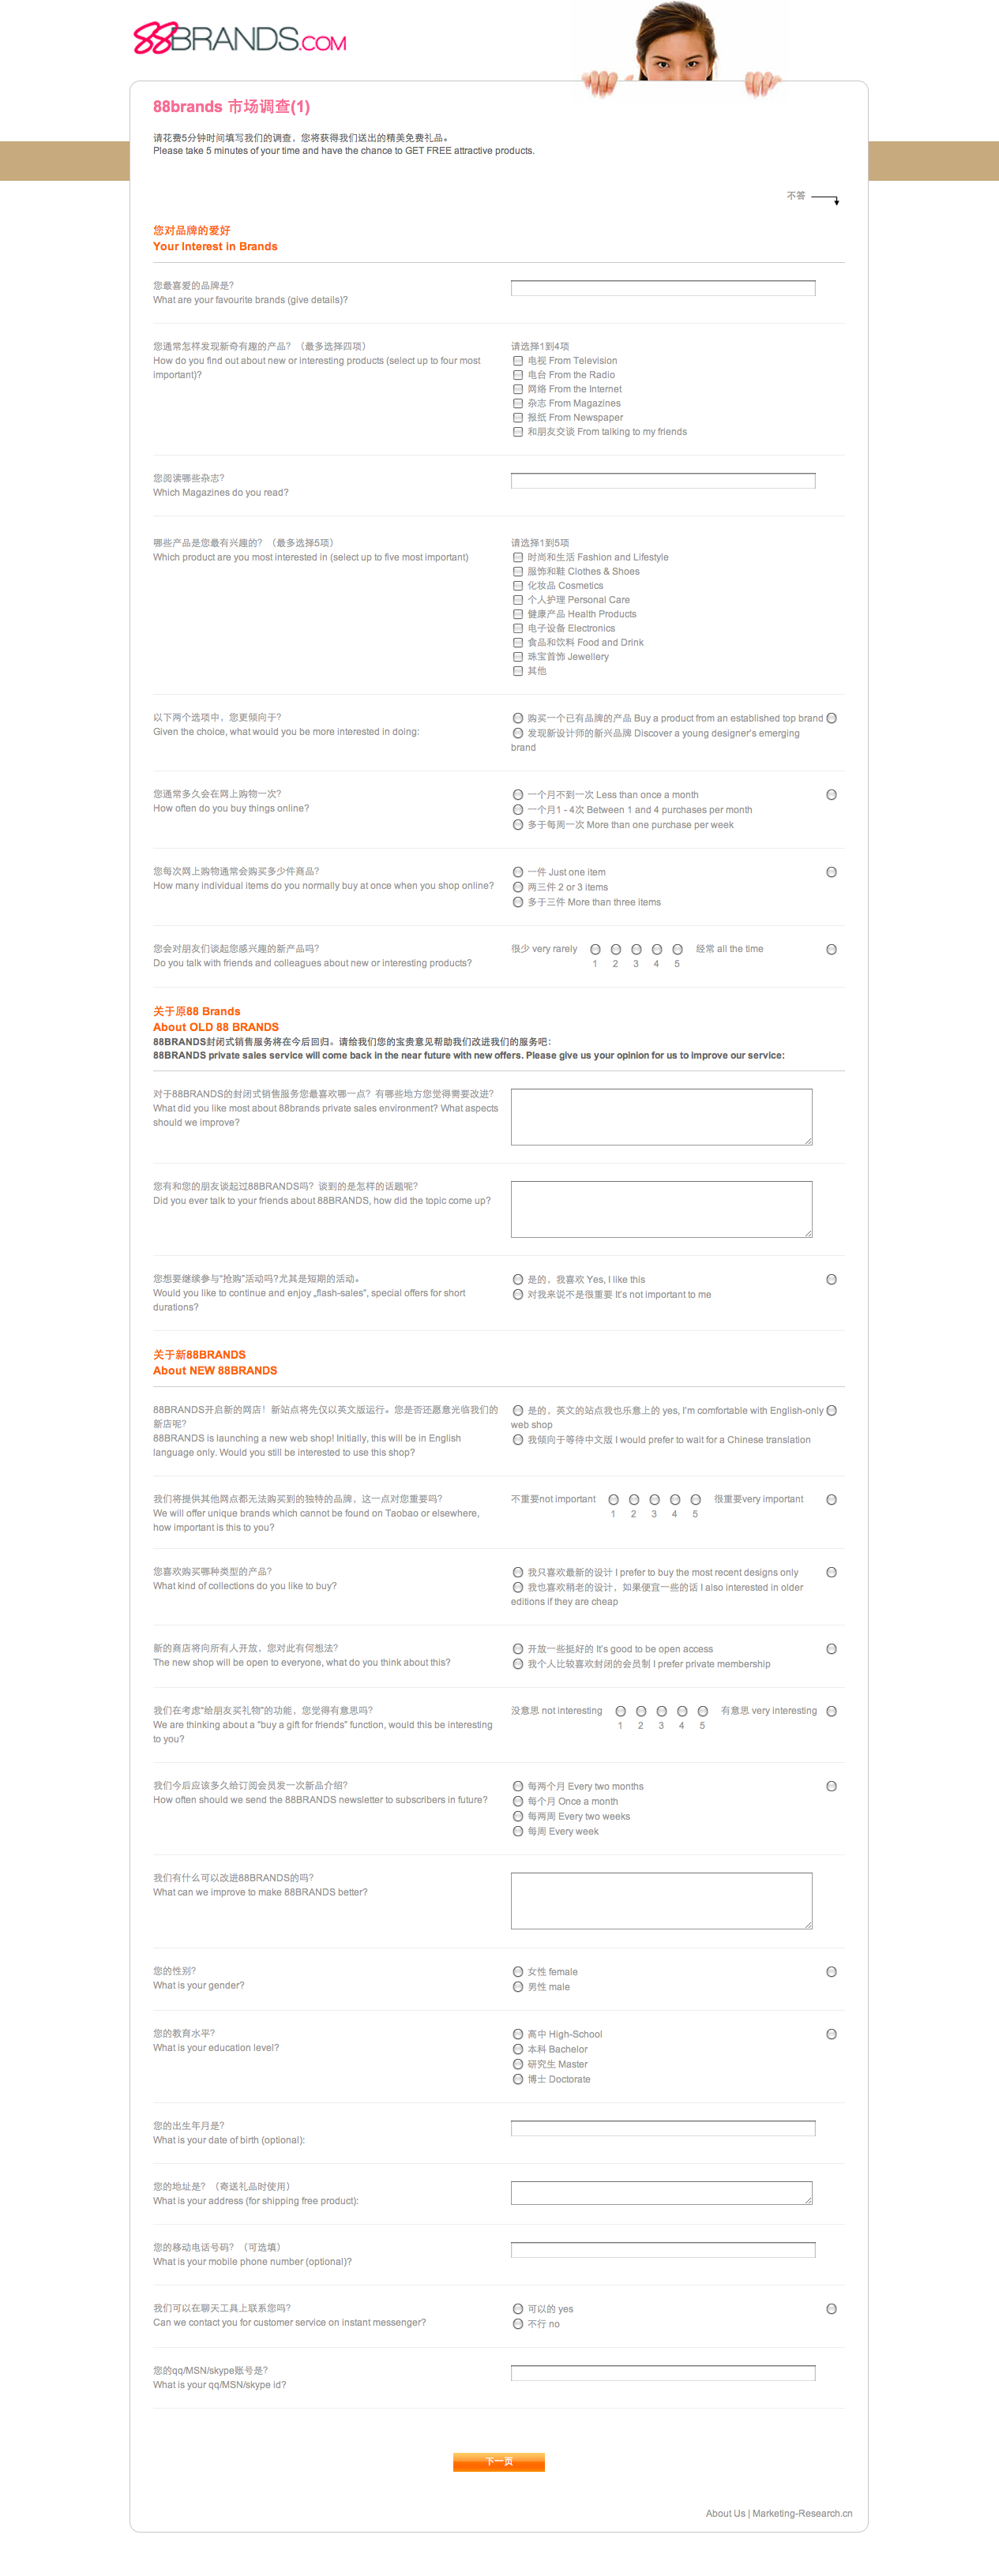 88BRANDS.COM
88brands 市场调查(1)
请花费5分钟时间填写我们的调查，您将获得我们送出的精美免费礼品。
Please take 5 minutes of your time and have the chance to GET FREE attractive products.
不答
您对品牌的爱好
Your Interest in Brands
您最喜爱的品牌是?
What are your favourite brands (give details)?
您通常怎样发现新奇有趣的产品? （最多选择四项）
How do you find out about new or interesting products (select up to four most
important)?
请选择1到4项
电视 From Television
电台 From the Radio
网络 From the Internet
杂志 From Magazines
报纸 From Newspaper
和朋友交谈 From talking to my friends
您阅读哪些杂志?
Which Magazines do you read?
哪些产品是您最有兴趣的? （最多选择5项）
Which product are you most interested in (select up to five most important)
请选择1到5项
时尚和生活 Fashion and Lifestyle
服饰和鞋 Clothes & Shoes
化妆品 Cosmetics
个人护理 Personal Care
健康产品 Health Products
电子设备 Electronics
食品和饮料 Food and Drink
珠宝首饰 Jewellery
其他
以下两个选项中，您更倾向于?
Given the choice, what would you be more interested in doing:
购买一个已有品牌的产品 Buy a product from an established top brand
发现新设计师的新兴品牌 Discover a young designer's emerging
brand
您通常多久会在网上购物一次?
How often do you buy things online?
一个月不到一次 Less than once a month
一个月1 - 4次 Between 1 and 4 purchases per month
多于每周一次 More than one purchase per week
您每次网上购物通常会购买多少件商品?
How many individual items do you normally buy at once when you shop online?
一件 Just one item
两三件 2 or 3 items
多于三件 More than three items
您会对朋友们谈起您感兴趣的新产品吗?
Do you talk with friends and colleagues about new or interesting products?
很少 very rarely 经常 all the time
1 2 3 4 5
关于原88 Brands
About OLD 88 BRANDS
88BRANDS封闭式销售服务将在今后回归。请给我们您的宝贵意见帮助我们改进我们的服务吧：
88BRANDS private sales service will come back in the near future with new offers. Please give us your opinion for us to improve our service:
对于88BRANDS的封闭式销售服务您最喜欢哪一点? 有哪些地方您觉得需要改进?
What did you like most about 88brands private sales environment? What aspects
should we improve?
您有和您的朋友谈起过88BRANDS吗? 谈到的是怎样的话题呢?
Did you ever talk to your friends about 88BRANDS, how did the topic come up?
您想要继续参与"抢购"活动吗?尤其是短期的活动。
Would you like to continue and enjoy „flash-sales", special offers for short
durations?
是的，我喜欢 Yes, I like this
对我来说不是很重要 It's not important to me
关于新88BRANDS
About NEW 88BRANDS
88BRANDS开启新的网店！新站点将先仅以英文版运行。您是否还愿意光临我们的
新店呢?
88BRANDS is launching a new web shop! Initially, this will be in English
language only. Would you still be interested to use this shop?
是的，英文的站点我也乐意上的 yes, I'm comfortable with English-only
web shop
我倾向于等待中文版 I would prefer to wait for a Chinese translation
我们将提供其他网点都无法购买到的独特的品牌，这一点对您重要吗?
We will offer unique brands which cannot be found on Taobao or elsewhere,
how important is this to you?
不重要not important 很重要very important
1 2 3 4 5
您喜欢购买哪种类型的产品?
What kind of collections do you like to buy?
我只喜欢最新的设计 I prefer to buy the most recent designs only
我也喜欢稍老的设计，如果便宜一些的话 I also interested in older
editions if they are cheap
新的商店将向所有人开放，您对此有何想法?
The new shop will be open to everyone, what do you think about this?
开放一些挺好的 It's good to be open access
我个人比较喜欢封闭的会员制 I prefer private membership
我们在考虑"给朋友买礼物"的功能，您觉得有意思吗?
We are thinking about a "buy a gift for friends" function, would this be interesting
to you?
没意思 not interesting 有意思 very interesting
1 2 3 4 5
我们今后应该多久给订阅会员发一次新品介绍?
How often should we send the 88BRANDS newsletter to subscribers in future?
每两个月 Every two months
每个月 Once a month
每两周 Every two weeks
每周 Every week
我们有什么可以改进88BRANDS的吗?
What can we improve to make 88BRANDS better?
您的性别?
What is your gender?
女性 female
男性 male
您的教育水平?
What is your education level?
高中 High-School
本科 Bachelor
研究生 Master
博士 Doctorate
您的出生年月是?
What is your date of birth (optional):
您的地址是? （寄送礼品时使用）
What is your address (for shipping free product):
您的移动电话号码? （可选填）
What is your mobile phone number (optional)?
我们可以在聊天工具上联系您吗?
Can we contact you for customer service on instant messenger?
可以的 yes
不行 no
您的qq/MSN/skype账号是?
What is your qq/MSN/skype id?
下一页
About Us | Marketing-Research.cn